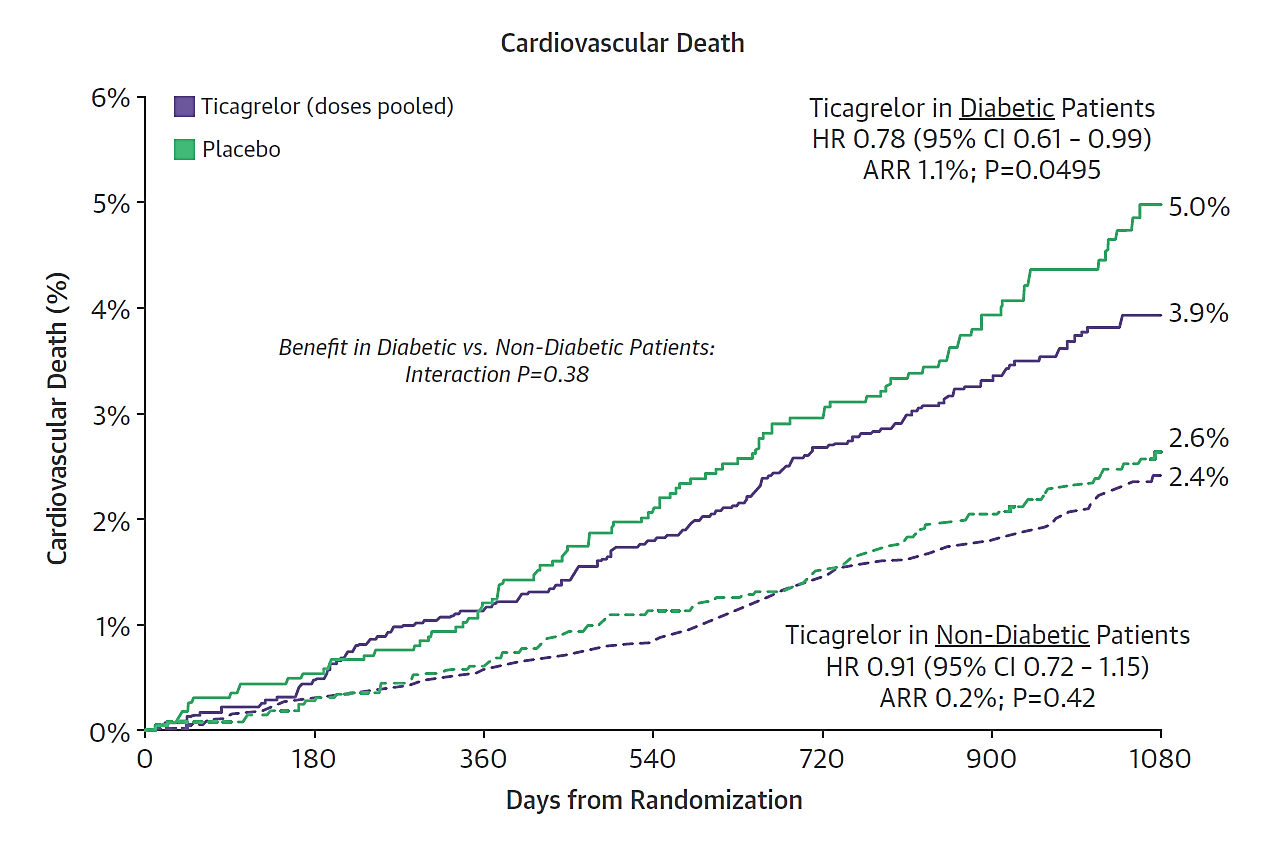 Cardiovascular Death
6%
5%
4%
3%
2%
1%
0%
Cardiovascular Death (%)
Ticagrelor (doses pooled)
Placebo
Ticagrelor in Diabetic Patients
HR 0.78 (95% CI 0.61 – 0.99)
ARR 1.1%; P=0.0495
5.0%
3.9%
2.6%
2.4%
Benefit in Diabetic vs. Non-Diabetic Patients:
Interaction P=0.38
Ticagrelor in Non-Diabetic Patients
HR 0.91 (95% CI 0.72 – 1.15)
ARR 0.2%; P=0.42
0 180 360 540 720 900 1080
Days from Randomization